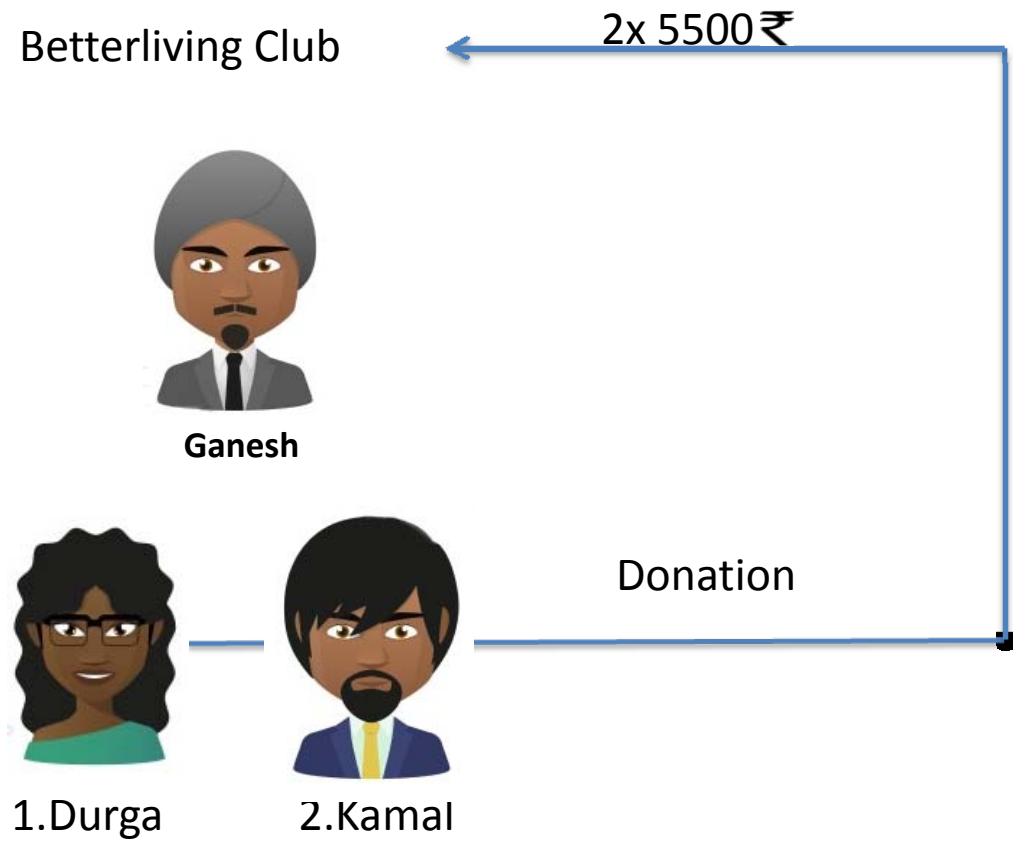 Betterliving Club
2x 5500₹
Ganesh
Donation
1.Durga
2.Kamal